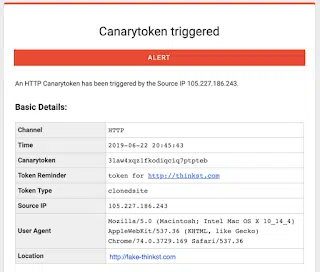 Canarytoken triggered
ALERT
An HTTP Canarytoken has been triggered by the Source IP 105.227.186.243.
Basic Details:
Channel HTTP
Time 2019-06-22 20:45:43
Canarytoken 3law4xqz1fkodiqciq7ptpteb
Token Reminder token for http://thinkst.com
Token Type clonedsite
Source IP 105.227.186.243
User Agent Mozilla/5.0 (Macintosh; Intel Mac OS X 10_14_4)
AppleWebKit/537.36 (KHTML, like Gecko)
Chrome/74.0.3729.169 Safari/537.36
Location http://fake-thinkst.com